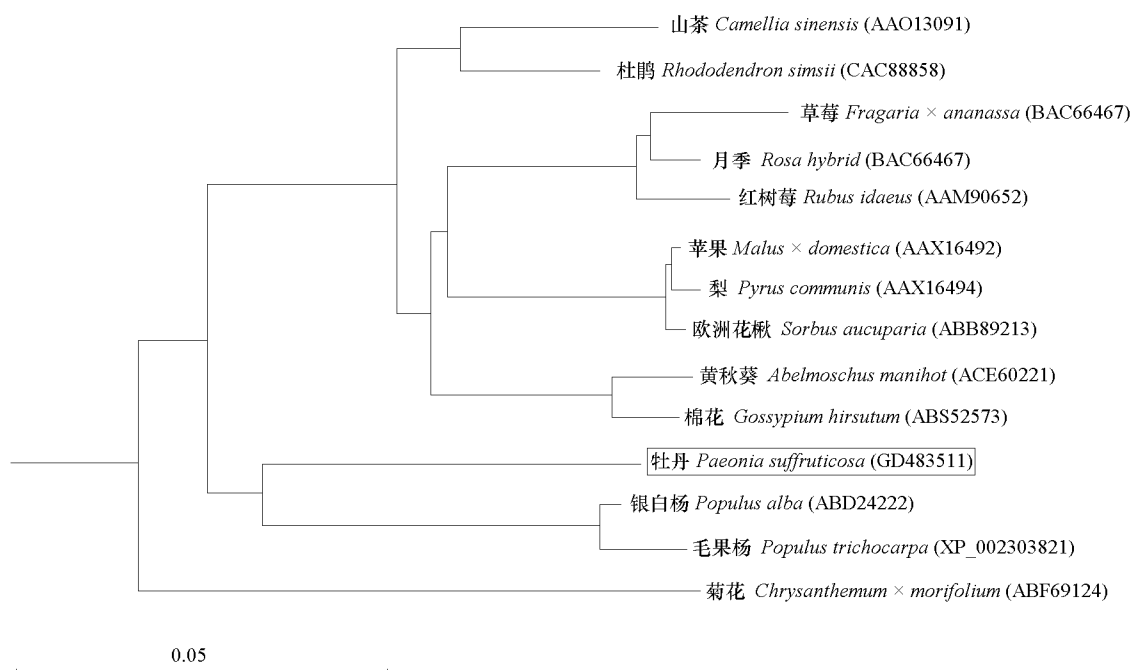 山茶 Camellia sinensis (AAO13091)
杜鹃 Rhododendron simsii (CAC88858)
草莓 Fragaria × ananassa (BAC66467)
月季 Rosa hybrid (BAC66467)
红树莓 Rubus idaeus (AAM90652)
苹果 Malus × domestica (AAX16492)
梨 Pyrus communis (AAX16494)
欧洲花楸 Sorbus aucuparia (ABB89213)
黄秋葵 Abelmoschus manihot (ACE60221)
棉花 Gossypium hirsutum (ABS52573)
牡丹 Paeonia suffruticosa (GD483511)
银白杨 Populus alba (ABD24222)
毛果杨 Populus trichocarpa (XP_002303821)
菊花 Chrysanthemum × morifolium (ABF69124)
0.05